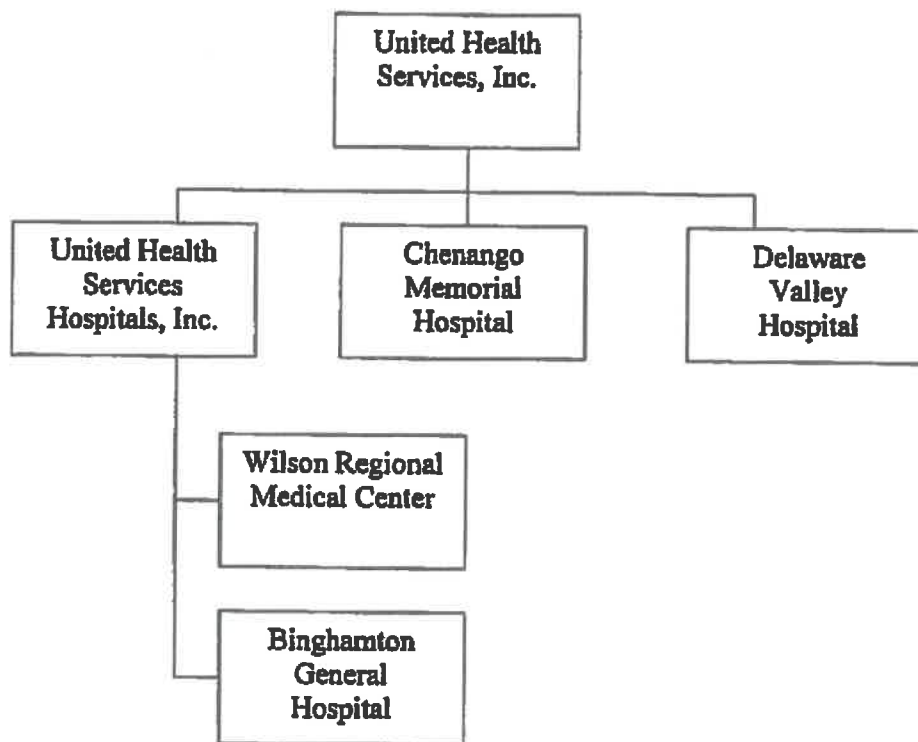 United Health
Services, Inc.
United Health
Services
Hospitals, Inc.
Chenango
Memorial
Hospital
Delaware
Valley
Hospital
Wilson Regional
Medical Center
Binghamton
General
Hospital